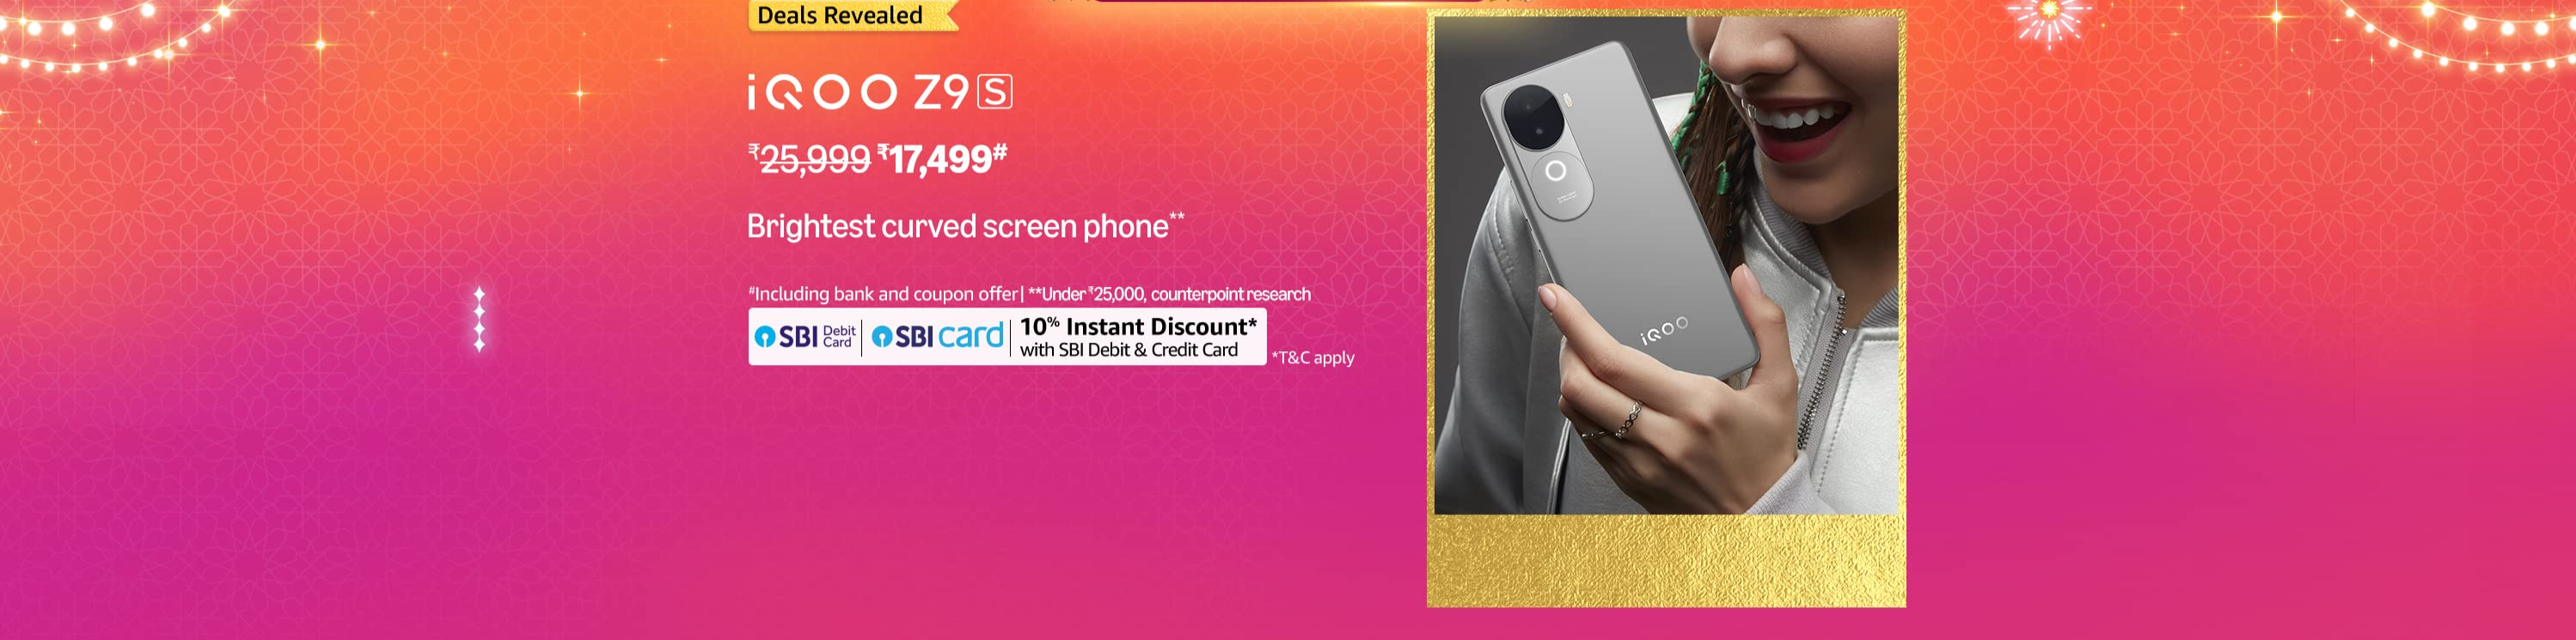 Deals Revealed
iQOO Z9 S
₹25,999 ₹17,499#
Brightest curved screen phone**
#Including bank and coupon offer| **Under ₹25,000, counterpoint research
SBI Debit Card | SBI card | 10% Instant Discount*
with SBI Debit & Credit Card
*T&C apply
iQOO